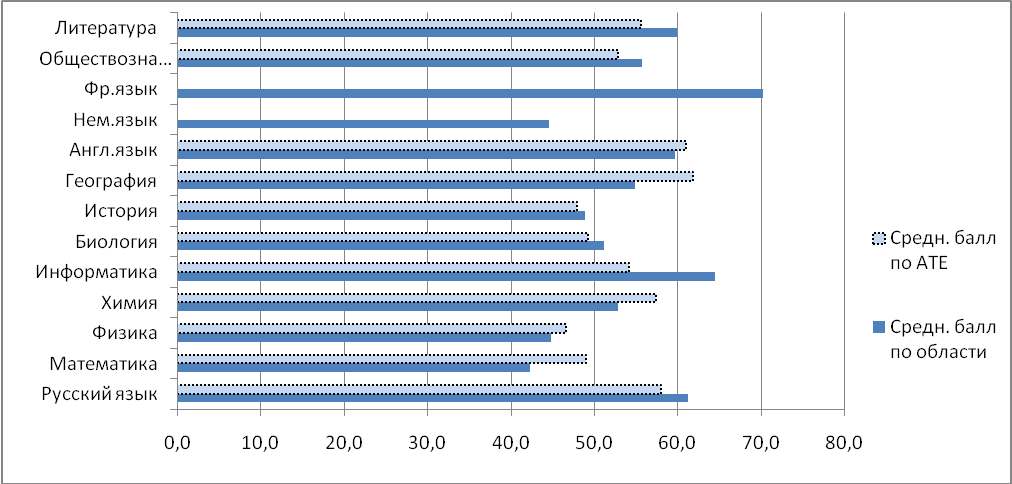 Литература
Обществозна...
Фр.язык
Нем.язык
Англ.язык
География
История
Биология
Информатика
Химия
Физика
Математика
Русский язык
0,0 10,0 20,0 30,0 40,0 50,0 60,0 70,0 80,0
Средн. балл
по АТЕ
Средн. балл
по области